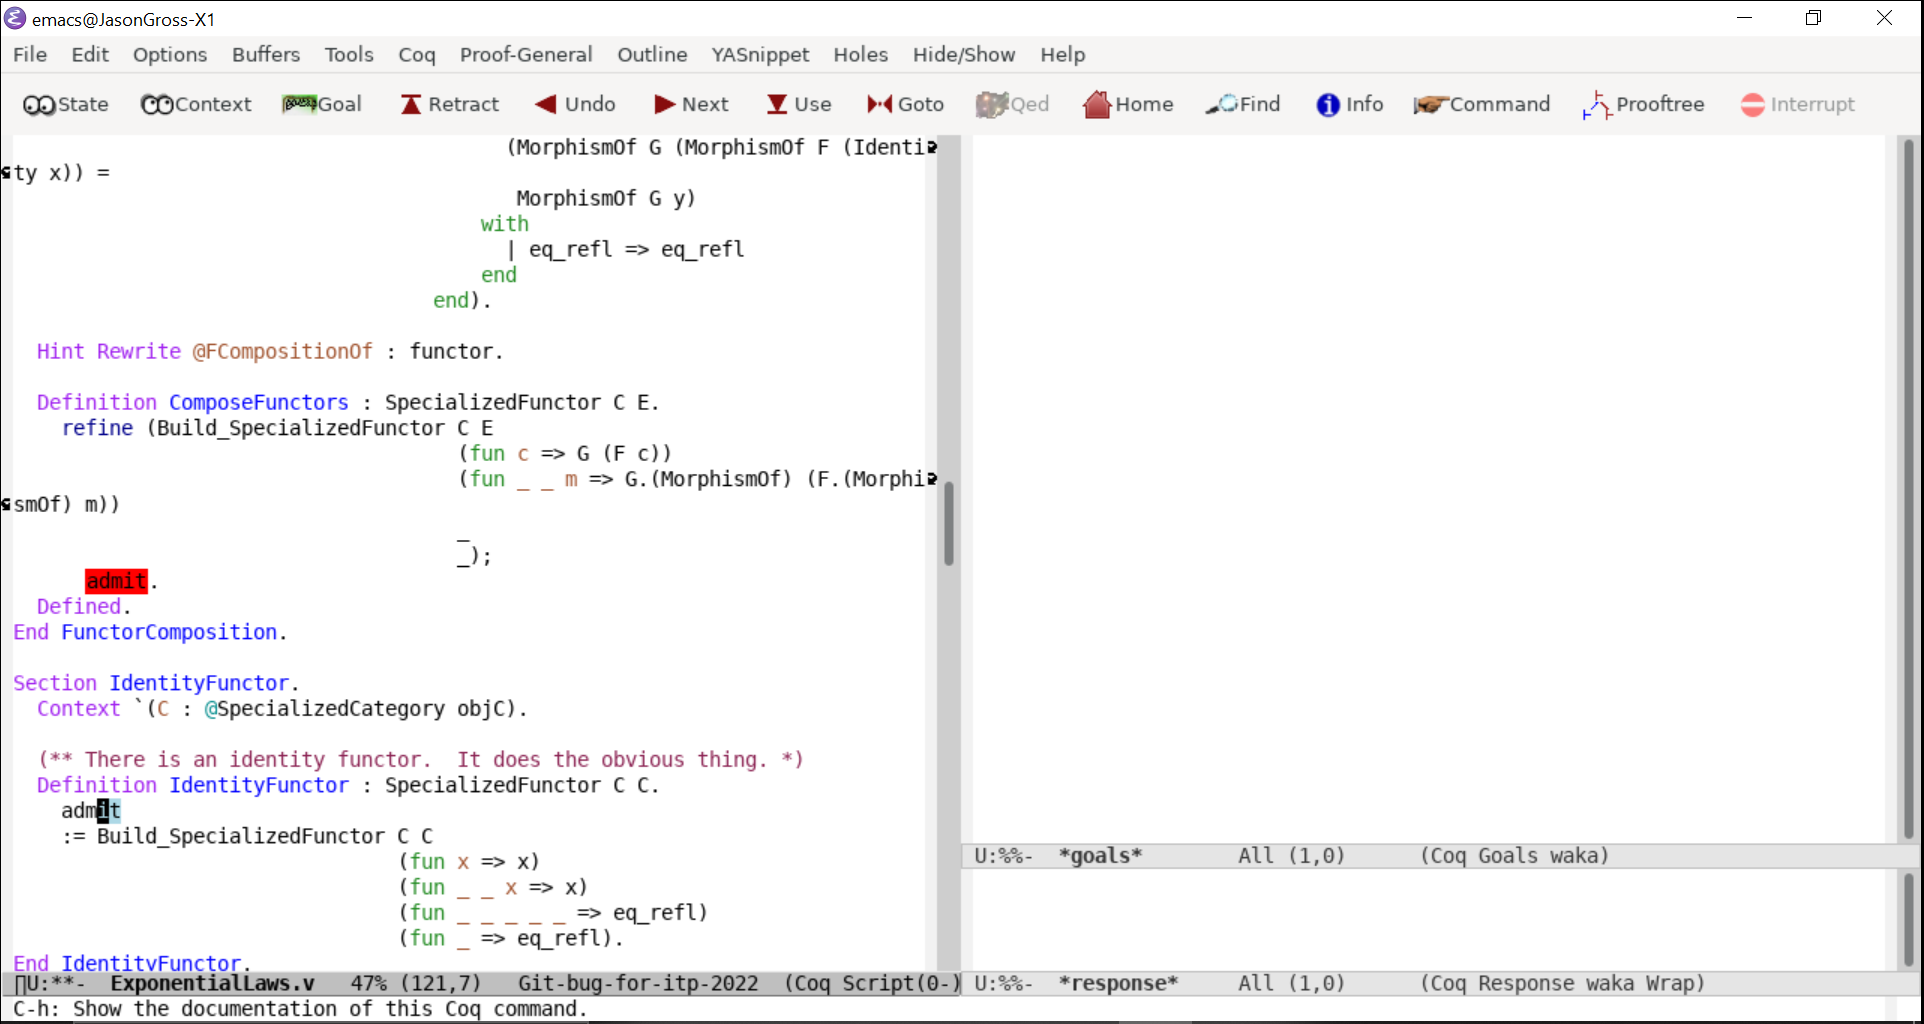 emacs@JasonGross-X1
File Edit Options Buffers Tools Coq Proof-General Outline YASnippet Holes Hide/Show Help
State Context Goal Retract Undo Next Use Goto Qed Home Find Info Command Prooftree Interrupt
(MorphismOf G (MorphismOf F (Identi
ty x)) =
MorphismOf G y)
with
| eq_refl => eq_refl
end
end).
Hint Rewrite @FCompositionOf : functor.
Definition ComposeFunctors : SpecializedFunctor C E.
refine (Build_SpecializedFunctor C E
(fun c => G (F c))
(fun _ _ m => G.(MorphismOf) (F.(Morphi
smOf) m))
_
_);
admit.
Defined.
End FunctorComposition.
Section IdentityFunctor.
Context `(C : @SpecializedCategory objC).
(** There is an identity functor.  It does the obvious thing. *)
Definition IdentityFunctor : SpecializedFunctor C C.
admit
:= Build_SpecializedFunctor C C
(fun x => x)
(fun _ _ x => x)
(fun _ _ _ _ _ => eq_refl)
(fun _ => eq_refl).
End IdentityFunctor.
U:**-  ExponentialLaws.v   47% (121,7)   Git-bug-for-itp-2022  (Coq Script(0-)
U:%%-  *goals*        All (1,0)      (Coq Goals waka)
U:%%-  *response*     All (1,0)      (Coq Response waka Wrap)
C-h: Show the documentation of this Coq command.